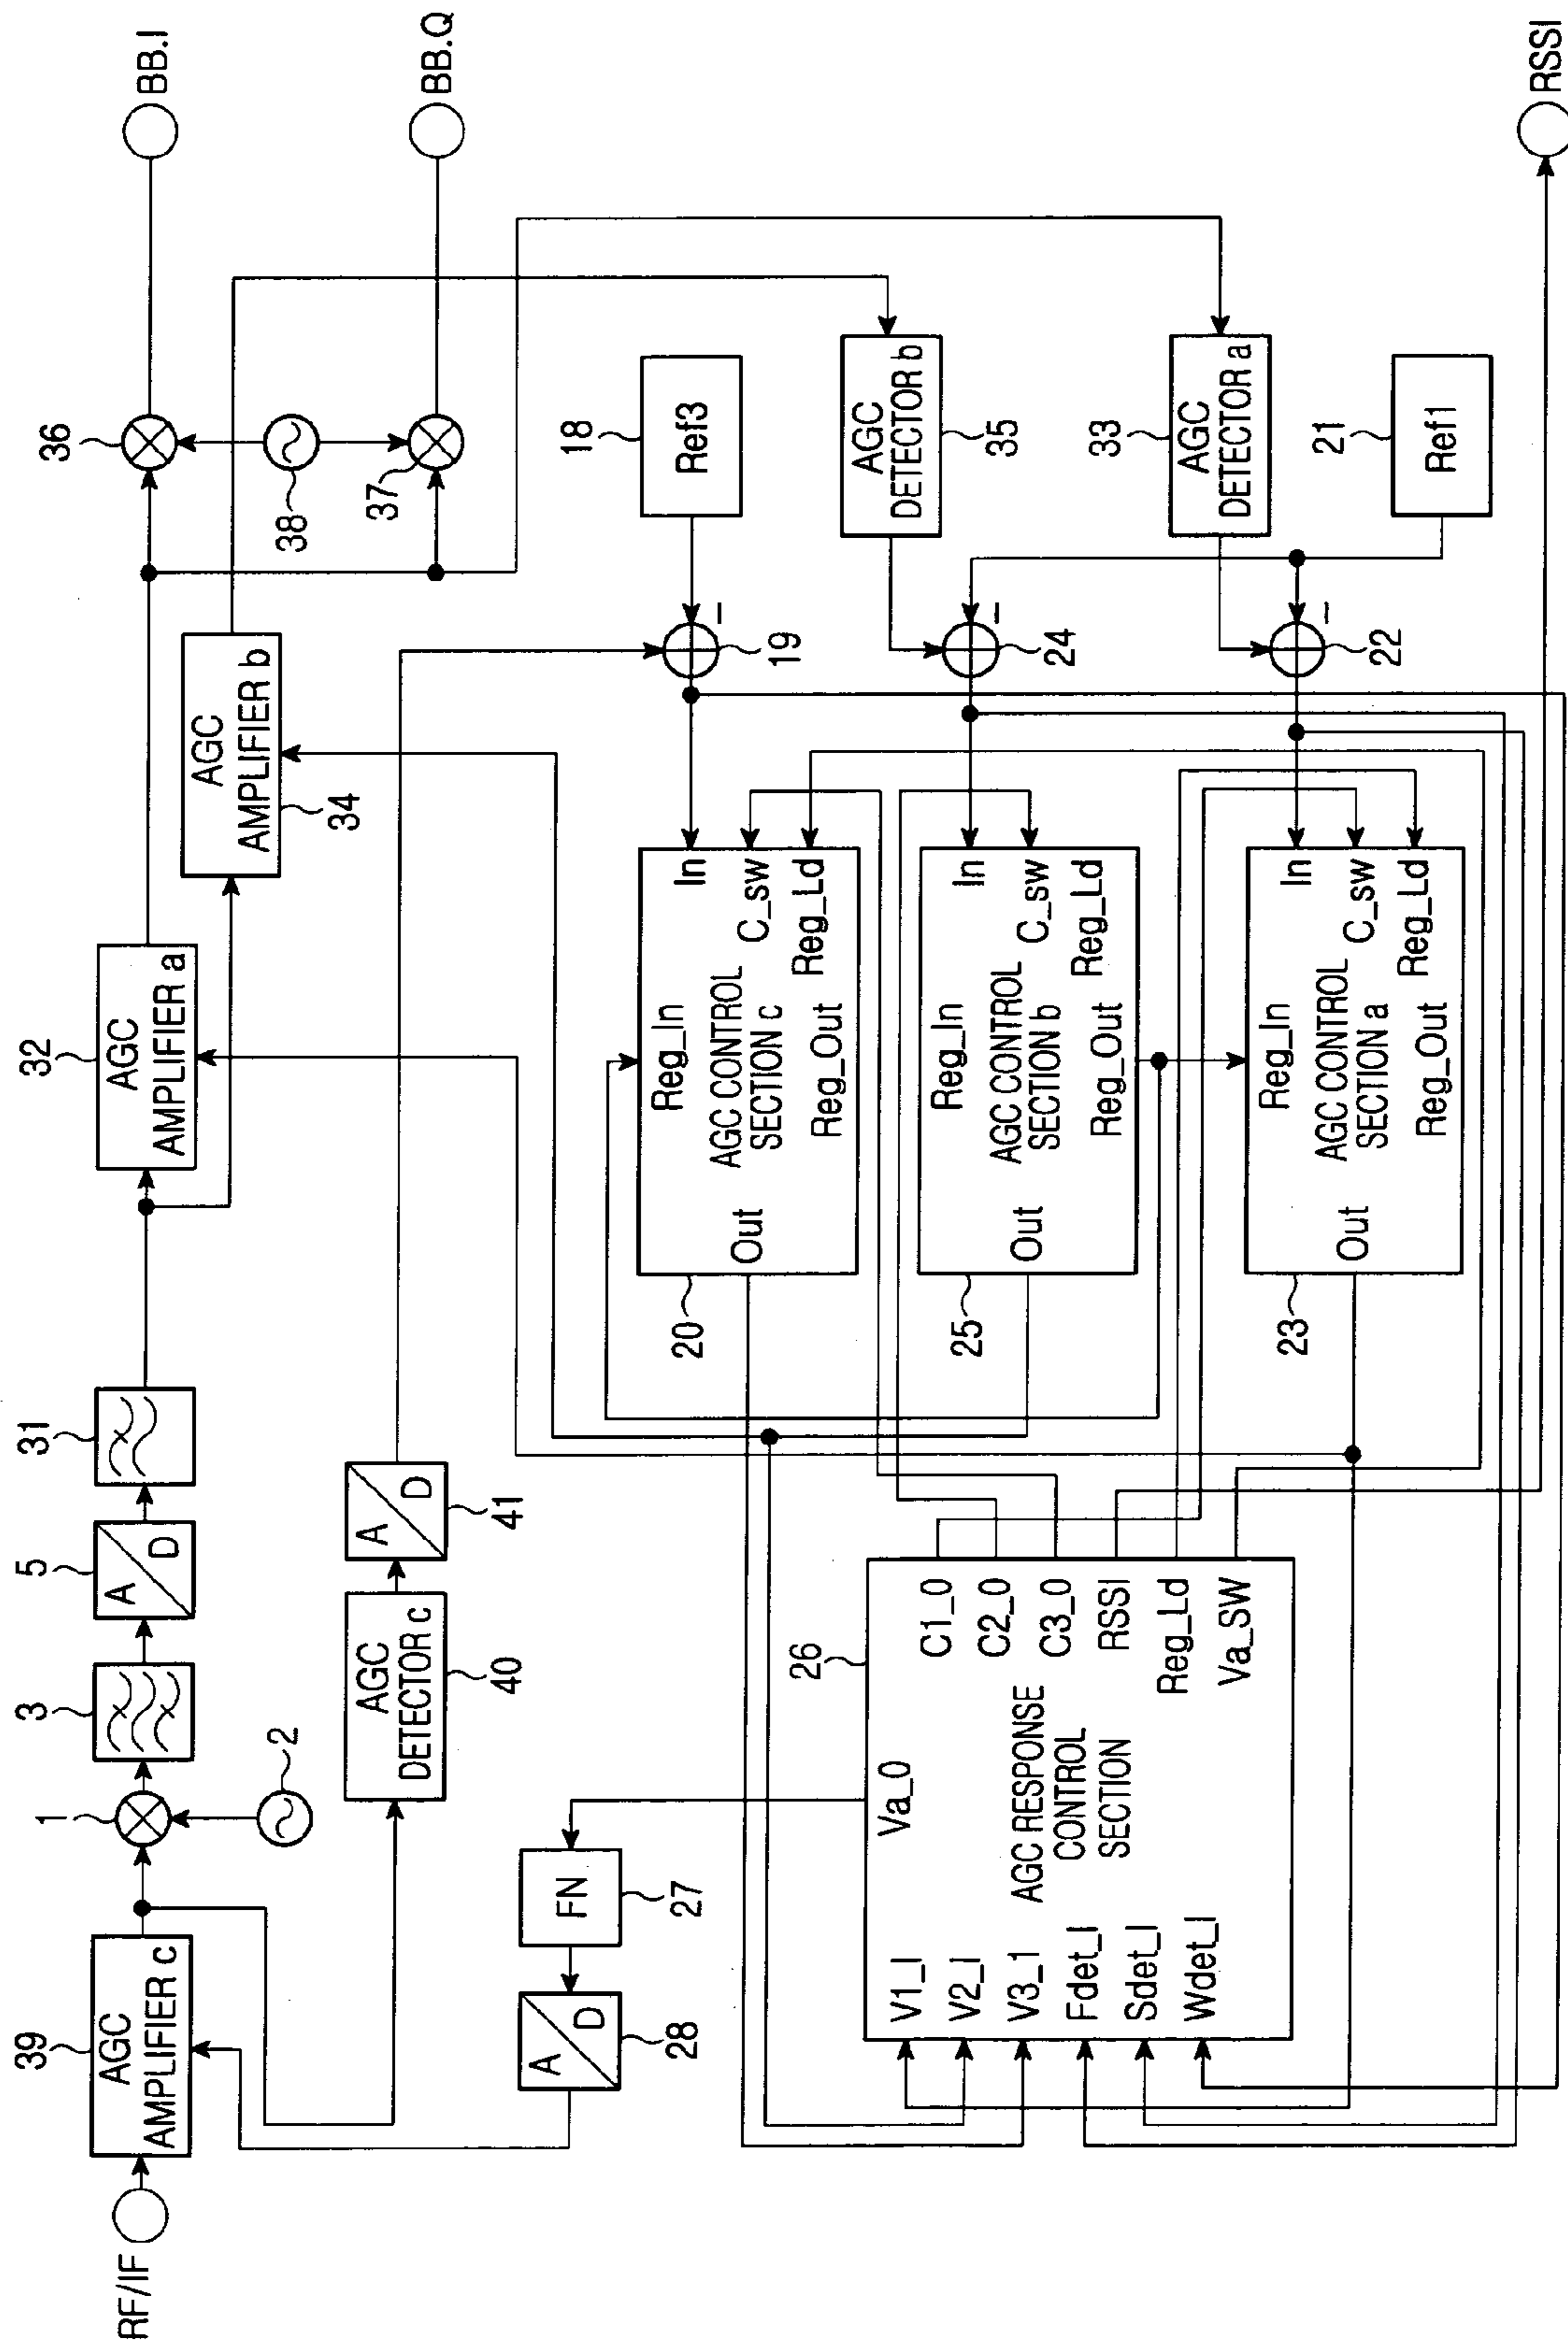 RF/IF
39
AGC
AMPLIFIER c
1
2
3
5
A
D
31
32
AGC
AMPLIFIER a
AGC
AMPLIFIER b
34
36
38
37
BB.I
BB.Q
AGC
DETECTOR c
40
A
D
41
FN
27
A
D
28
18
Ref3
19
AGC
DETECTOR b
35
24
33
AGC
DETECTOR a
21
Ref1
22
–
–
–
Reg_In
In
AGC CONTROL
SECTION c
C_sw
Out
Reg_Out
Reg_Ld
20
Reg_In
In
AGC CONTROL
SECTION b
C_sw
Out
Reg_Out
Reg_Ld
25
Reg_In
In
AGC CONTROL
SECTION a
C_sw
Out
Reg_Out
Reg_Ld
23
26
Va_0
V1_I
V2_I
V3_1
Fdet_I
Sdet_I
Wdet_I
AGC RESPONSE
CONTROL
SECTION
C1_0
C2_0
C3_0
RSSI
Reg_Ld
Va_SW
RSSI